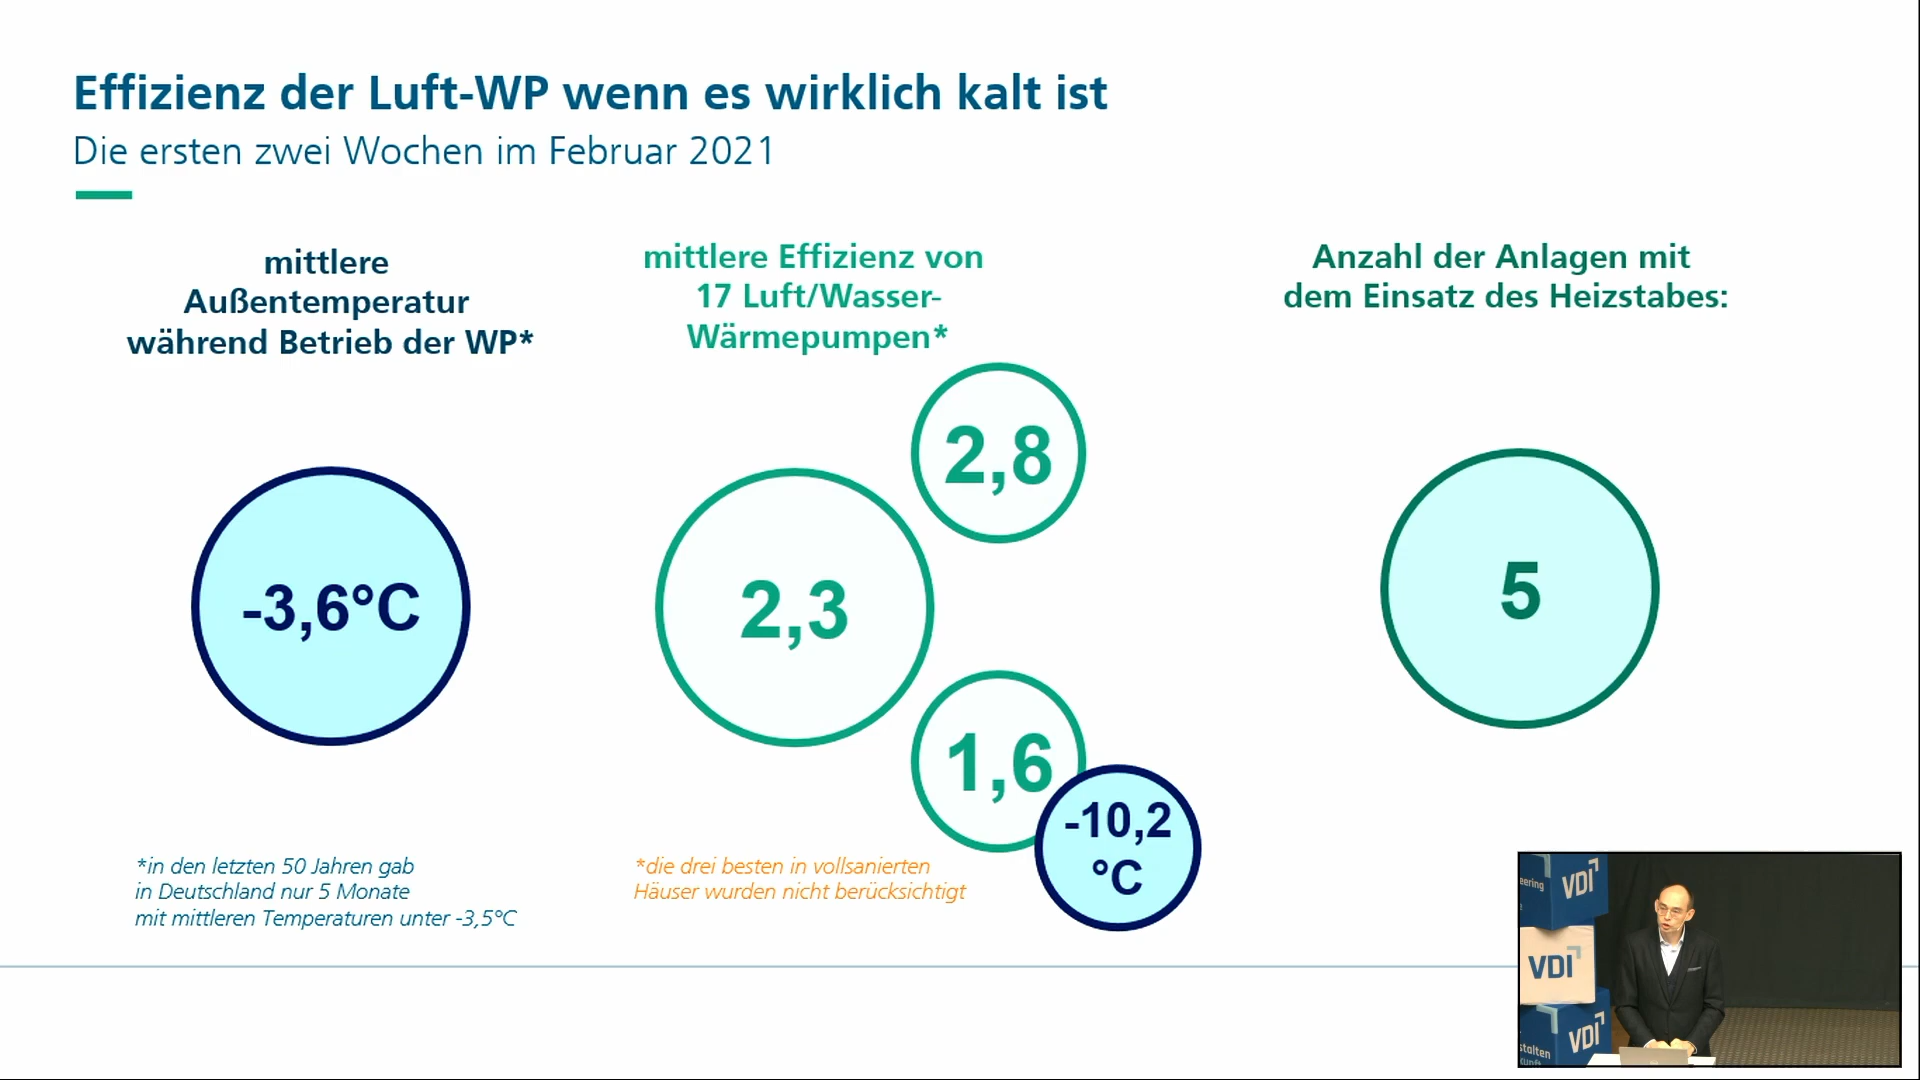 Effizienz der Luft-WP wenn es wirklich kalt ist
Die ersten zwei Wochen im Februar 2021
mittlere
Außentemperatur
während Betrieb der WP*
-3,6°C
*in den letzten 50 Jahren gab
in Deutschland nur 5 Monate
mit mittleren Temperaturen unter -3,5°C
mittlere Effizienz von
17 Luft/Wasser-
Wärmepumpen*
2,8
2,3
1,6
-10,2
°C
*die drei besten in vollsanierten
Häuser wurden nicht berücksichtigt
Anzahl der Anlagen mit
dem Einsatz des Heizstabes:
5
eering
VDI
VDI
VDI
stalten